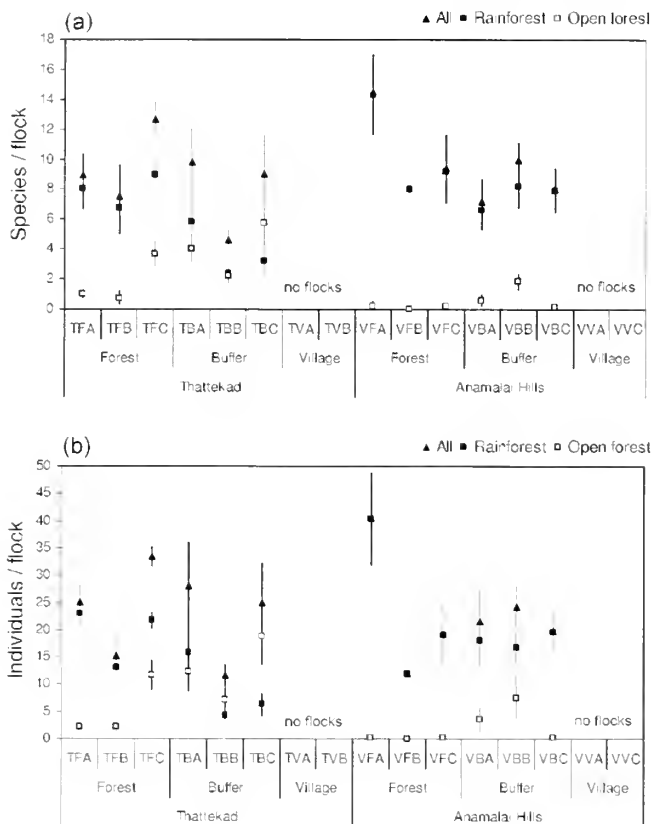 (a)
▲ All ■ Rainforest □ Open forest
Species / flock
18
16
14
12
10
8
6
4
2
0
no flocks
no flocks
TFA TFB TFC TBA TBB TBC TVA TVB VFA VFB VFC VBA VBB VBC VVA VVC
Forest Buffer Village Forest Buffer Village
Thattekad Anamalai Hills
(b)
▲ All ■ Rainforest □ Open forest
Individuals / flock
50
45
40
35
30
25
20
15
10
5
0
no flocks
no flocks
TFA TFB TFC TBA TBB TBC TVA TVB VFA VFB VFC VBA VBB VBC VVA VVC
Forest Buffer Village Forest Buffer Village
Thattekad Anamalai Hills